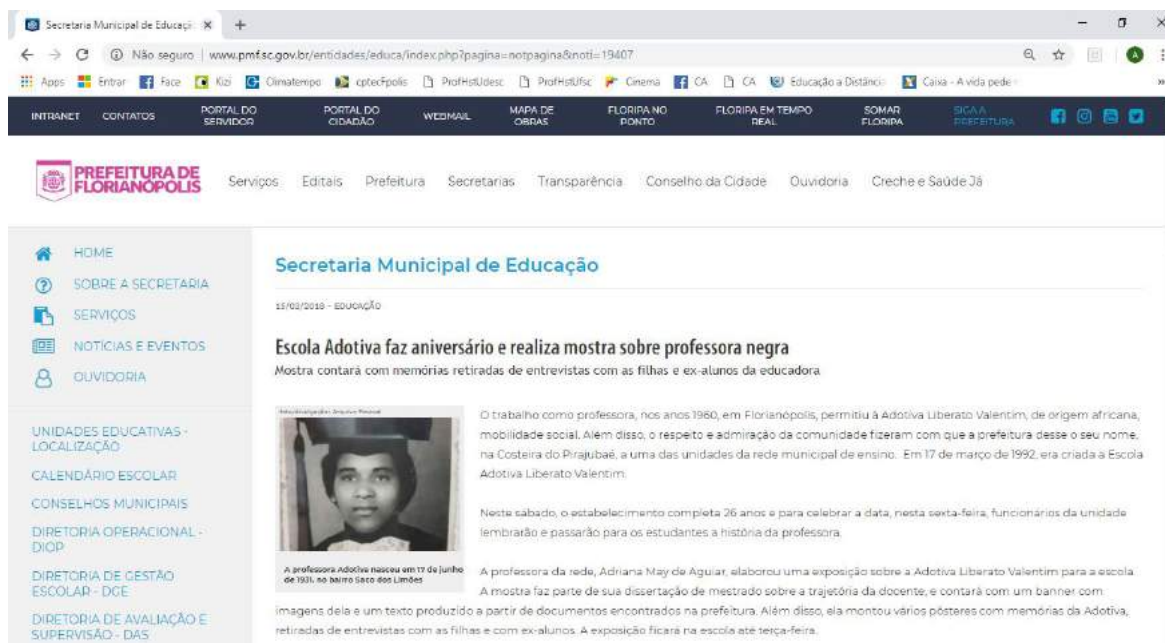 Secretaria Municipal de Educaçã
Não seguro | www.pmf.sc.gov.br/entidades/educa/index.php?pagina=notpagina&noti=19407
Apps Entrar Face Kizi Climatempo cptecFpolis ProfHstUdesc ProfHstUfsc Cinema CA CA Educação a Distância Caixa - A vida pede
INTRANET CONTATOS PORTAL DO SERVIDOR PORTAL DO CIDADÃO WEBMAIL MAPA DE OBRAS FLORIPA NO PONTO FLORIPA EM TEMPO REAL SOMAR FLORIPA SIGA A PREFEITURA
PREFEITURA DE
FLORIANÓPOLIS
Serviços Editais Prefeitura Secretarias Transparência Conselho da Cidade Ouvidoria Creche e Saúde Já
HOME
SOBRE A SECRETARIA
SERVIÇOS
NOTÍCIAS E EVENTOS
OUVIDORIA
UNIDADES EDUCATIVAS -
LOCALIZAÇÃO
CALENDÁRIO ESCOLAR
CONSELHOS MUNICIPAIS
DIRETORIA OPERACIONAL -
DIOP
DIRETORIA DE GESTÃO
ESCOLAR - DGE
DIRETORIA DE AVALIAÇÃO E
SUPERVISÃO - DAS
Secretaria Municipal de Educação
15/03/2018 - EDUCAÇÃO
Escola Adotiva faz aniversário e realiza mostra sobre professora negra
Mostra contará com memórias retiradas de entrevistas com as filhas e ex-alunos da educadora
foto/divulgação: Arquivo Pessoal
A professora Adotiva nasceu em 17 de junho
de 1931, no bairro Saco dos Limões
O trabalho como professora, nos anos 1960, em Florianópolis, permitiu à Adotiva Liberato Valentim, de origem africana,
mobilidade social. Além disso, o respeito e admiração da comunidade fizeram com que a prefeitura desse o seu nome,
na Costeira do Pirajubaé, a uma das unidades da rede municipal de ensino. Em 17 de março de 1992, era criada a Escola
Adotiva Liberato Valentim.
Neste sábado, o estabelecimento completa 26 anos e para celebrar a data, nesta sexta-feira, funcionários da unidade
lembrarão e passarão para os estudantes a história da professora.
A professora da rede, Adriana May de Aguiar, elaborou uma exposição sobre a Adotiva Liberato Valentim para a escola.
A mostra faz parte de sua dissertação de mestrado sobre a trajetória da docente, e contará com um banner com
imagens dela e um texto produzido a partir de documentos encontrados na prefeitura. Além disso, ela montou vários pôsteres com memórias da Adotiva,
retiradas de entrevistas com as filhas e com ex-alunos. A exposição ficará na escola até terça-feira.